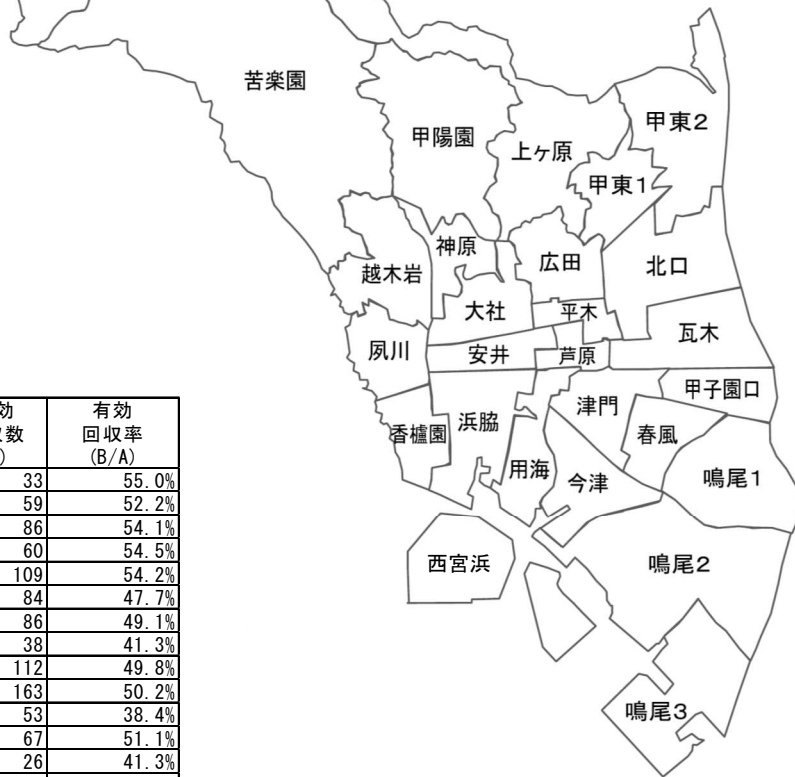 苦楽園
甲陽園
上ヶ原
甲東2
甲東1
神原
越木岩
広田
北口
大社
平木
瓦木
夙川
安井
芦原
甲子園口
香櫨園
浜脇
津門
春風
用海
今津
鳴尾1
西宮浜
鳴尾2
鳴尾3
有効
回収率
(B/A)
33 55.0%
59 52.2%
86 54.1%
60 54.5%
109 54.2%
84 47.7%
86 49.1%
38 41.3%
112 49.8%
163 50.2%
53 38.4%
67 51.1%
26 41.3%